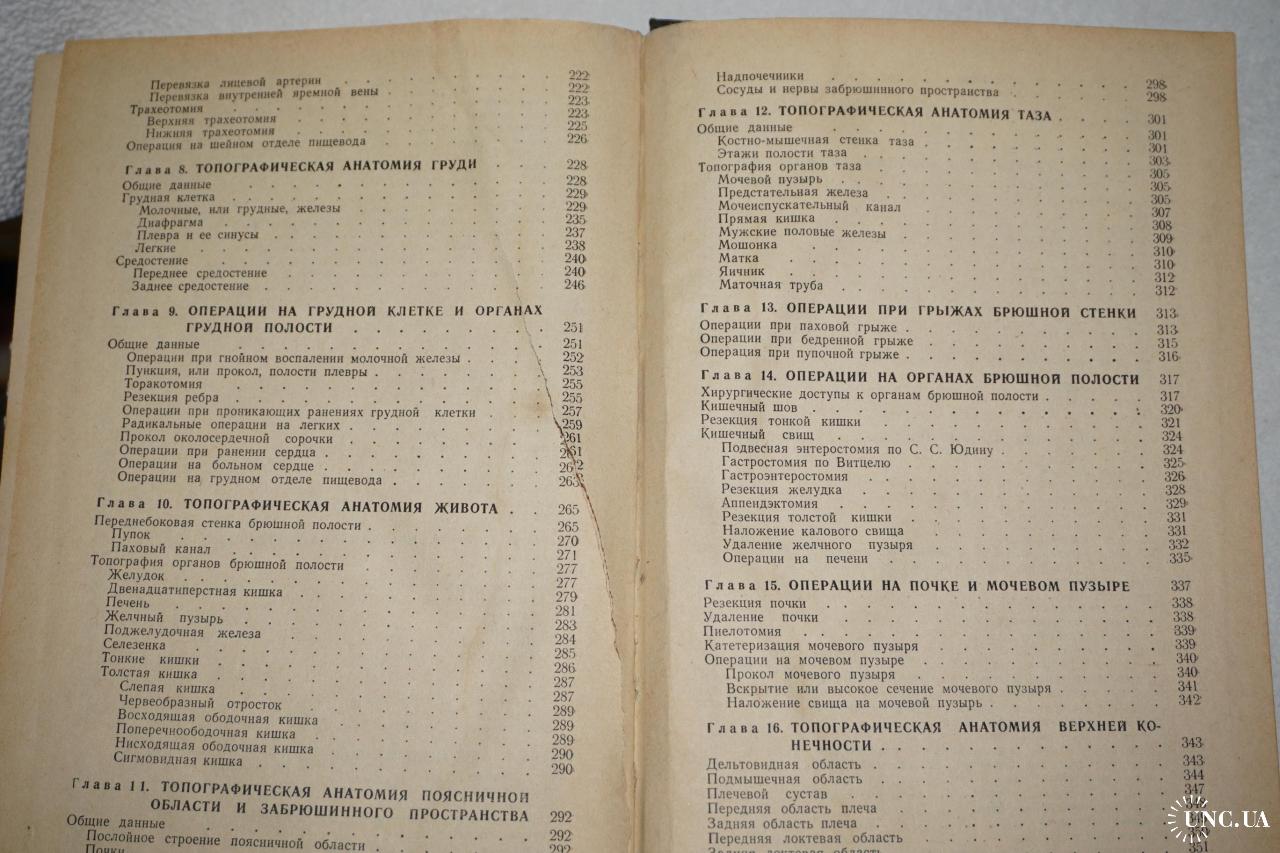 Перевязка лицевой артерии 222
Перевязка внутренней яремной вены 222
Трахеотомия 223
Верхняя трахеотомия 223
Нижняя трахеотомия 225
Операция на шейном отделе пищевода 226
Глава 8. ТОПОГРАФИЧЕСКАЯ АНАТОМИЯ ГРУДИ 228
Общие данные 228
Грудная клетка 229
Молочные, или грудные, железы 229
Диафрагма 235
Плевра и ее синусы 237
Легкие 238
Средостение 240
Переднее средостение 240
Заднее средостение 246
Глава 9. ОПЕРАЦИИ НА ГРУДНОЙ КЛЕТКЕ И ОРГАНАХ
ГРУДНОЙ ПОЛОСТИ 251
Общие данные 251
Операции при гнойном воспалении молочной железы 252
Пункция, или прокол, полости плевры 253
Торакотомия 255
Резекция ребра 255
Операции при проникающих ранениях грудной клетки 257
Радикальные операции на легких 259
Прокол околосердечной сорочки 261
Операции при ранении сердца 261
Операции на больном сердце 262
Операции на грудном отделе пищевода 263
Глава 10. ТОПОГРАФИЧЕСКАЯ АНАТОМИЯ ЖИВОТА 265
Переднебоковая стенка брюшной полости 265
Пупок 270
Паховый канал 271
Топография органов брюшной полости 277
Желудок 277
Двенадцатиперстная кишка 279
Печень 281
Желчный пузырь 283
Поджелудочная железа 284
Селезенка 285
Тонкие кишки 286
Толстая кишка 287
Слепая кишка 287
Червеобразный отросток 289
Восходящая ободочная кишка 289
Поперечноободочная кишка 289
Нисходящая ободочная кишка 290
Сигмовидная кишка 290
Глава 11. ТОПОГРАФИЧЕСКАЯ АНАТОМИЯ ПОЯСНИЧНОЙ
ОБЛАСТИ И ЗАБРЮШИННОГО ПРОСТРАНСТВА 292
Общие данные 292
Послойное строение поясничной области 292
Почки
Надпочечники 298
Сосуды и нервы забрюшинного пространства 298
Глава 12. ТОПОГРАФИЧЕСКАЯ АНАТОМИЯ ТАЗА 301
Общие данные 301
Костно-мышечная стенка таза 301
Этажи полости таза 303
Топография органов таза 305
Мочевой пузырь 305
Предстательная железа 305
Мочеиспускательный канал 307
Прямая кишка 308
Мужские половые железы 309
Мошонка 310
Матка 310
Яичник 312
Маточная труба 312
Глава 13. ОПЕРАЦИИ ПРИ ГРЫЖАХ БРЮШНОЙ СТЕНКИ 313
Операции при паховой грыже 313
Операции при бедренной грыже 315
Операция при пупочной грыже 316
Глава 14. ОПЕРАЦИИ НА ОРГАНАХ БРЮШНОЙ ПОЛОСТИ 317
Хирургические доступы к органам брюшной полости 317
Кишечный шов 320
Резекция тонкой кишки 321
Кишечный свищ 324
Подвесная энтеростомия по С. С. Юдину 324
Гастростомия по Витцелю 325
Гастроэнтеростомия 326
Резекция желудка 328
Аппендэктомия 329
Резекция толстой кишки 331
Наложение калового свища 331
Удаление желчного пузыря 332
Операции на печени 335
Глава 15. ОПЕРАЦИИ НА ПОЧКЕ И МОЧЕВОМ ПУЗЫРЕ 337
Резекция почки 338
Удаление почки 338
Пиелотомия 339
Катетеризация мочевого пузыря 339
Операции на мочевом пузыре 340
Прокол мочевого пузыря 340
Вскрытие или высокое сечение мочевого пузыря 341
Наложение свища на мочевой пузырь 342
Глава 16. ТОПОГРАФИЧЕСКАЯ АНАТОМИЯ ВЕРХНЕЙ КО-
НЕЧНОСТИ 343
Дельтовидная область 343
Подмышечная область 344
Плечевой сустав 347
Передняя область плеча
Задняя область плеча
Передняя локтевая область
Задняя локтевая область 351
UNC.UA